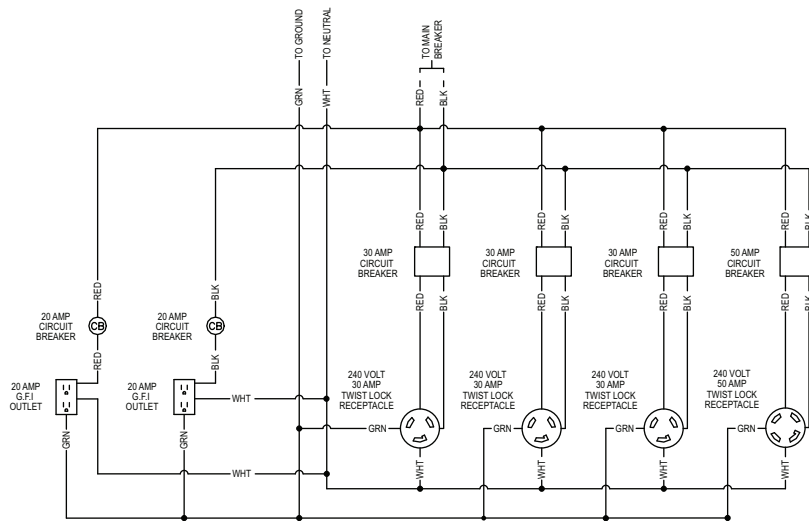 TO GROUND
TO NEUTRAL
TO MAIN
BREAKER
GRN
WHT
RED
BLK
RED
BLK
RED
BLK
RED
BLK
RED
BLK
30 AMP
CIRCUIT
BREAKER
30 AMP
CIRCUIT
BREAKER
30 AMP
CIRCUIT
BREAKER
50 AMP
CIRCUIT
BREAKER
RED
BLK
RED
BLK
RED
BLK
RED
BLK
RED
BLK
20 AMP
CIRCUIT
BREAKER
CB
20 AMP
CIRCUIT
BREAKER
CB
RED
BLK
20 AMP
G.F.I
OUTLET
20 AMP
G.F.I
OUTLET
240 VOLT
30 AMP
TWIST LOCK
RECEPTACLE
240 VOLT
30 AMP
TWIST LOCK
RECEPTACLE
240 VOLT
30 AMP
TWIST LOCK
RECEPTACLE
240 VOLT
50 AMP
TWIST LOCK
RECEPTACLE
WHT
GRN
GRN
GRN
GRN
GRN
GRN
WHT
WHT
WHT
WHT
WHT